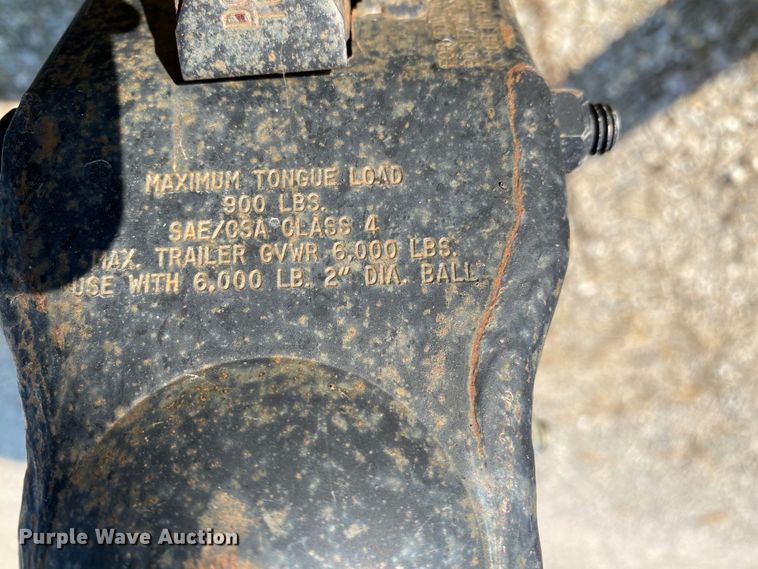 MAXIMUM TONGUE LOAD
900 LBS.
SAE/CSA CLASS 4
MAX. TRAILER GVWR 6,000 LBS.
USE WITH 6,000 LB. 2" DIA. BALL
Purple Wave Auction